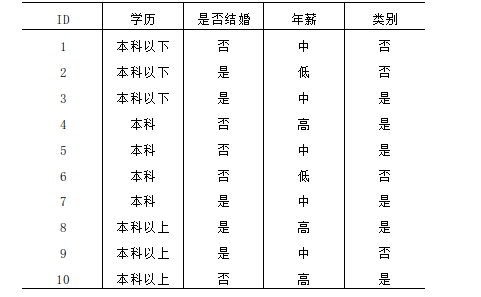 ID 学历 是否结婚 年薪 类别
1 本科以下 否 中 否
2 本科以下 是 低 否
3 本科以下 是 中 是
4 本科 否 高 是
5 本科 否 中 是
6 本科 否 低 否
7 本科 是 中 是
8 本科以上 是 高 是
9 本科以上 是 中 否
10 本科以上 否 高 是